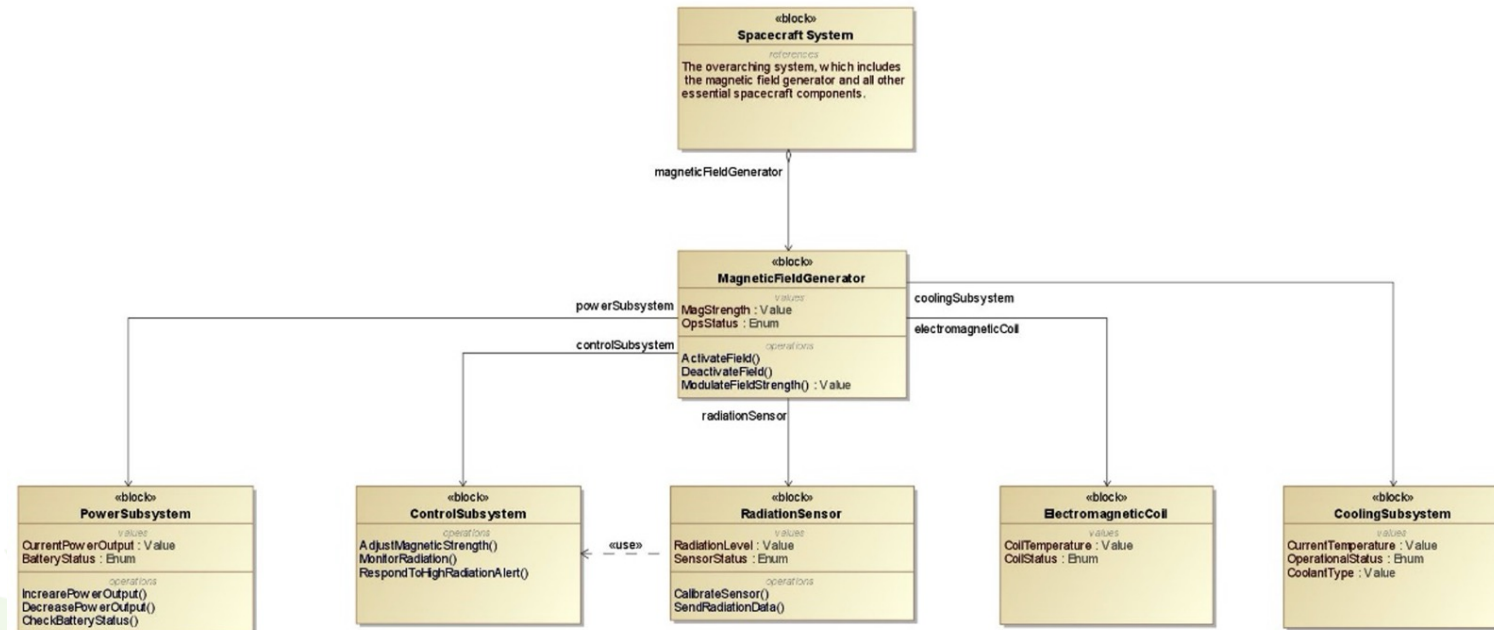 «block»
Spacecraft System
references
The overarching system, which includes
the magnetic field generator and all other
essential spacecraft components.
magneticFieldGenerator
«block»
MagneticFieldGenerator
values
MagStrength : Value
OpsStatus : Enum
operations
ActivateField()
DeactivateField()
ModulateFieldStrength() : Value
powerSubsystem
controlSubsystem
coolingSubsystem
electromagneticCoil
radiationSensor
«block»
PowerSubsystem
values
CurrentPowerOutput : Value
BatteryStatus : Enum
operations
IncrearePowerOutput()
DecreasePowerOutput()
CheckBatteryStatus()
«block»
ControlSubsystem
operations
AdjustMagneticStrength()
MonitorRadiation()
RespondToHighRadiationAlert()
«use»
«block»
RadiationSensor
values
RadiationLevel : Value
SensorStatus : Enum
operations
CalibrateSensor()
SendRadiationData()
«block»
ElectromagneticCoil
values
CoilTemperature : Value
CoilStatus : Enum
«block»
CoolingSubsystem
values
CurrentTemperature : Value
OperationalStatus : Enum
CoolantType : Value